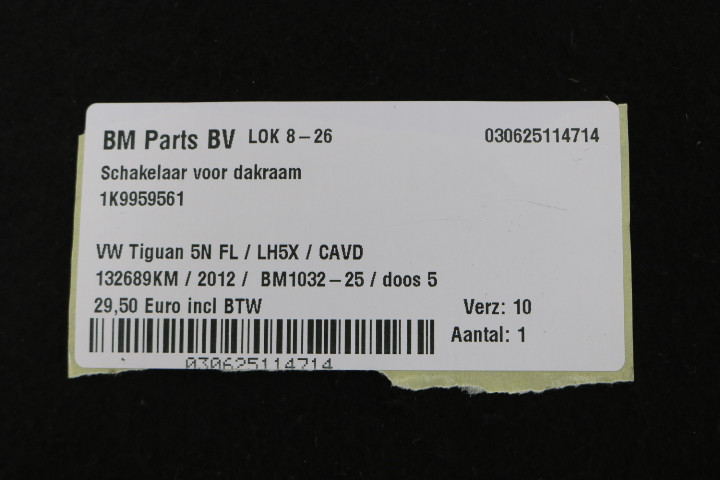 BM Parts BV LOK 8-26 030625114714
Schakelaar voor dakraam
1K9959561
VW Tiguan 5N FL / LH5X / CAVD
132689KM / 2012 / BM1032-25 / doos 5
29,50 Euro incl BTW Verz: 10
Aantal: 1
030625114714